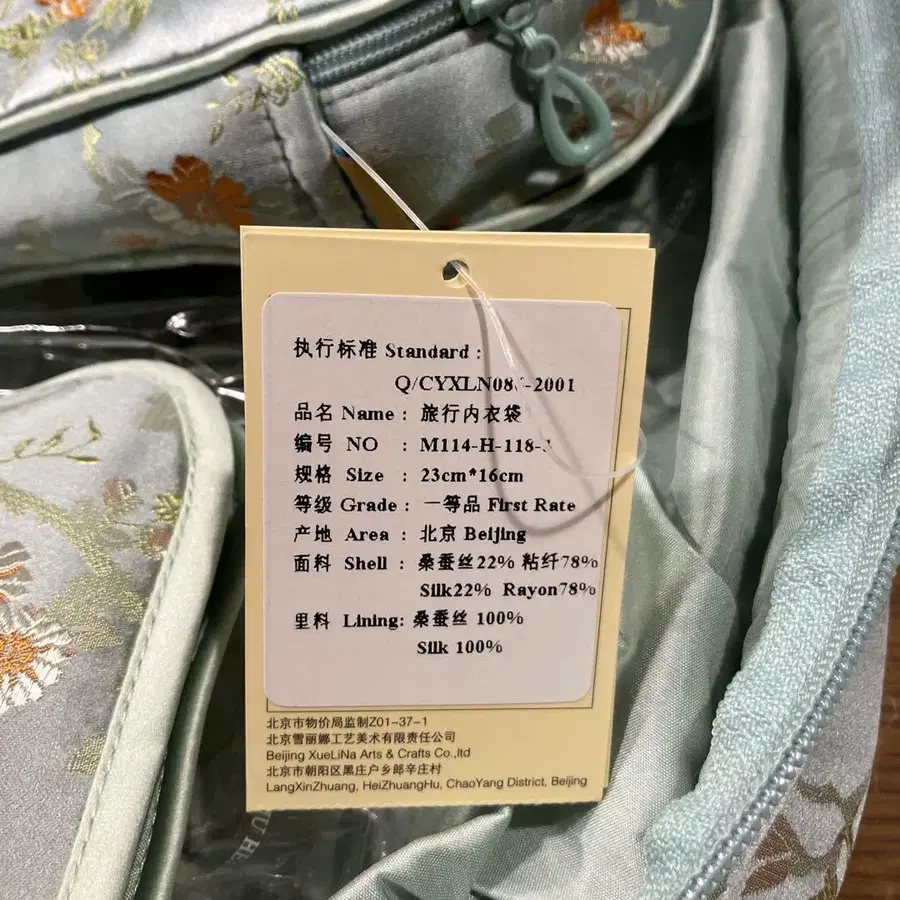 执行标准 Standard :
Q/CYXLN08 -2001
品名 Name : 旅行内衣袋
编号 NO : M114-H-118-
规格 Size : 23cm*16cm
等级 Grade : 一等品 First Rate
产地 Area : 北京 Beijing
面料 Shell : 桑蚕丝22% 粘纤78%
Silk22% Rayon78%
里料 Lining: 桑蚕丝 100%
Silk 100%
北京市物价局监制Z01-37-1
北京雪丽娜工艺美术有限责任公司
Beijing XueLiNa Arts & Crafts Co.,ltd
北京市朝阳区黑庄户乡郎辛庄村
LangXinZhuang, HeiZhuangHu, ChaoYang District, Beijing